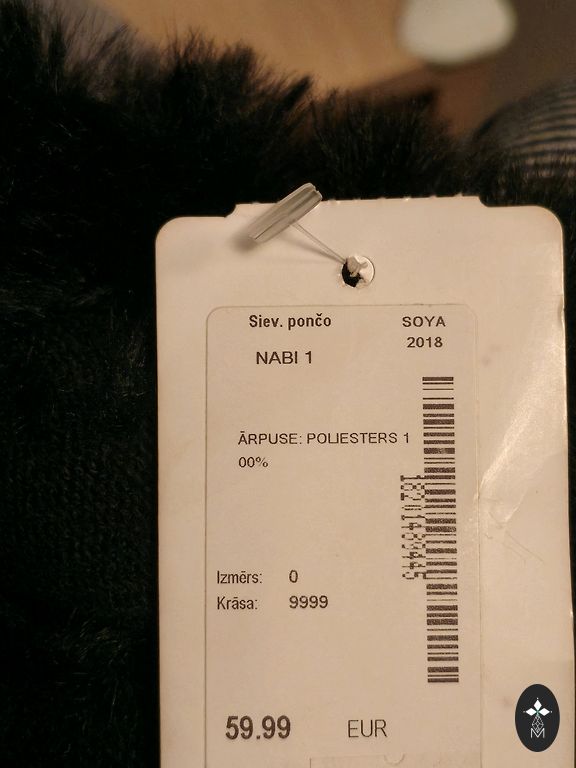 Siev. pončo
SOYA
2018
NABI 1
ĀRPUSE: POLIESTERS 1
00%
Izmērs: 0
Krāsa: 9999
59.99 EUR